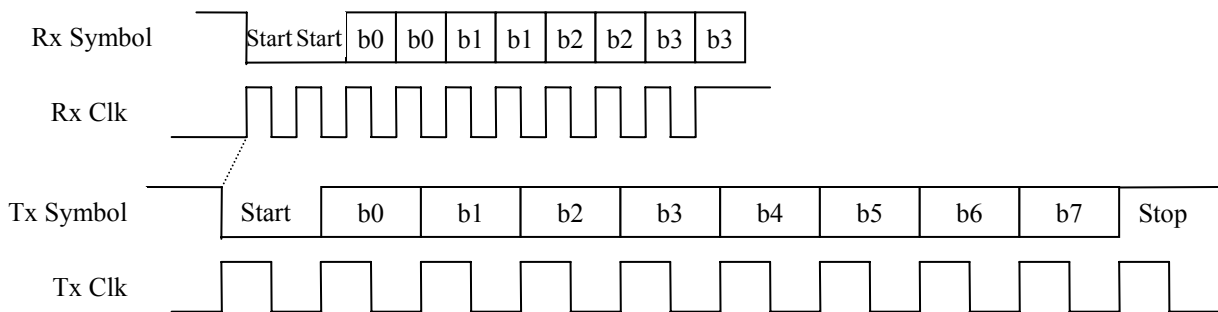 Rx Symbol Start Start b0 b0 b1 b1 b2 b2 b3 b3
Rx Clk
Tx Symbol Start b0 b1 b2 b3 b4 b5 b6 b7 Stop
Tx Clk